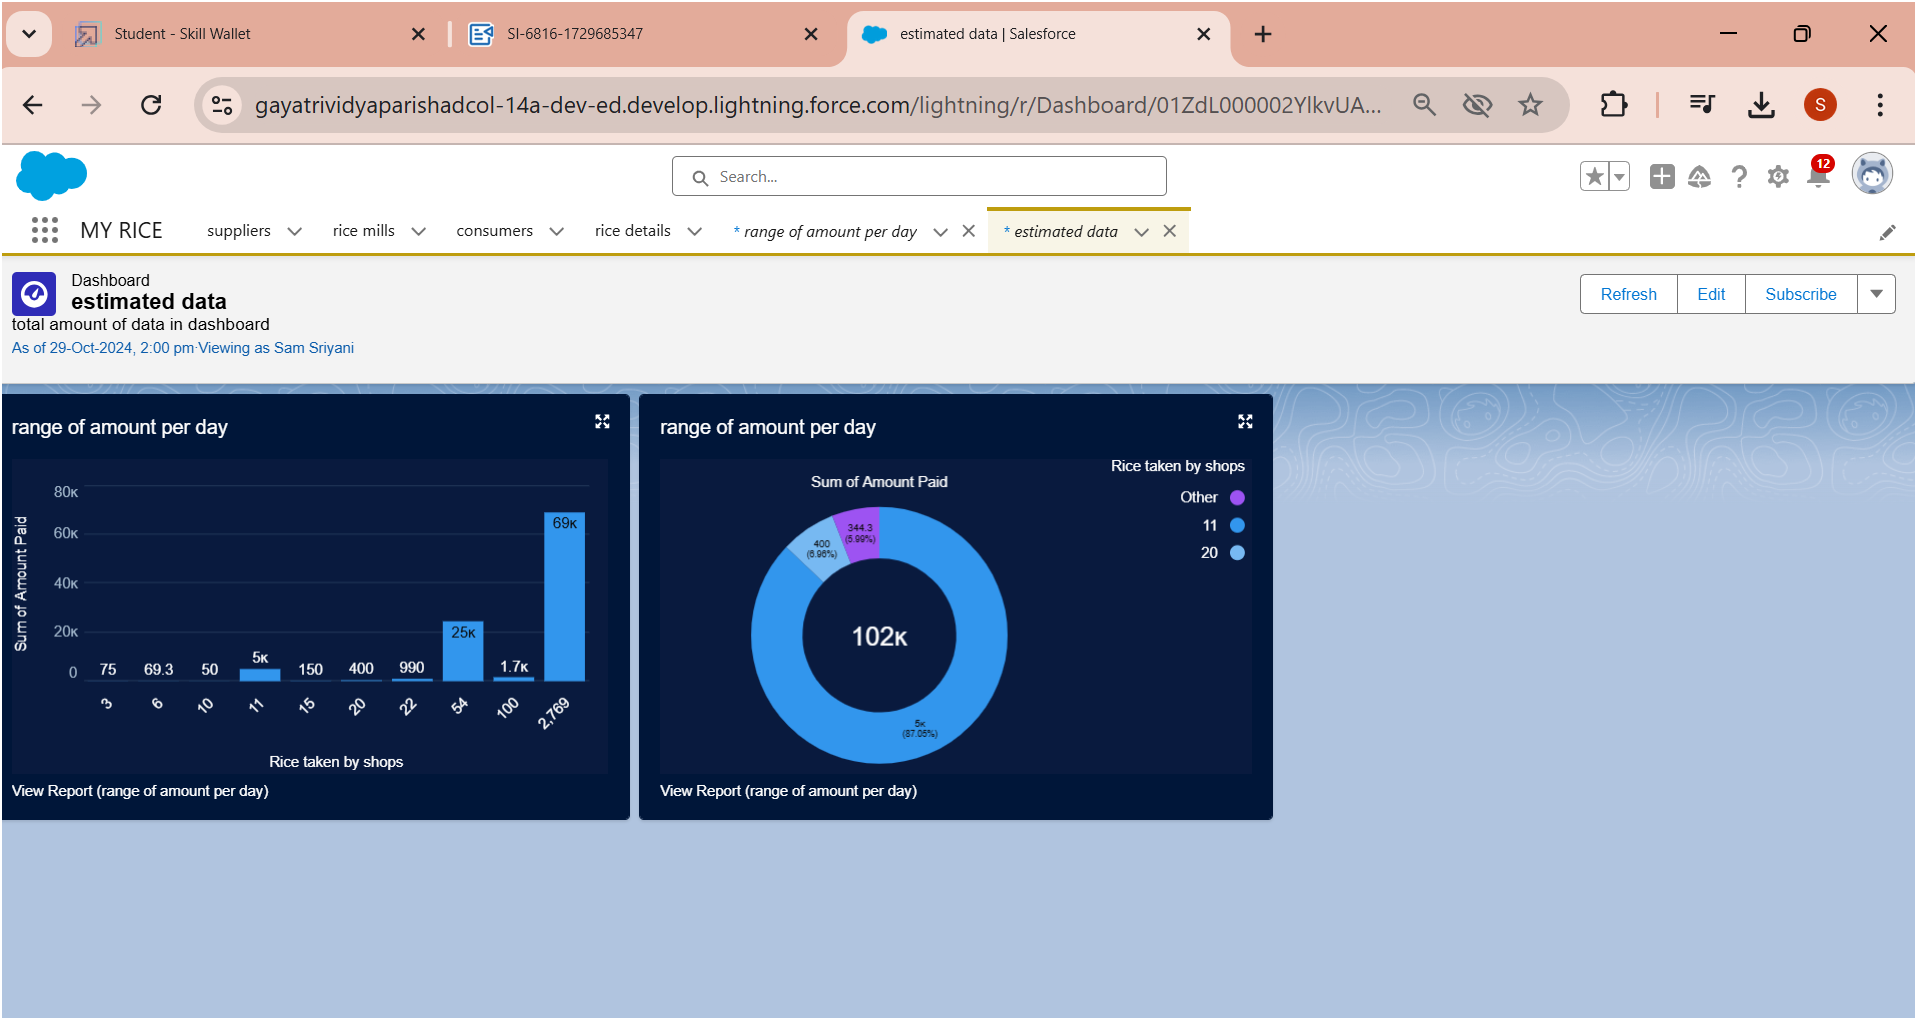 Student - Skill Wallet
SI-6816-1729685347
estimated data | Salesforce
gayatrividyaparishadcol-14a-dev-ed.develop.lightning.force.com/lightning/r/Dashboard/01ZdL000002YlkvUA...
S
Search...
12
MY RICE
suppliers
rice mills
consumers
rice details
* range of amount per day
* estimated data
Dashboard
estimated data
total amount of data in dashboard
As of 29-Oct-2024, 2:00 pm·Viewing as Sam Sriyani
Refresh
Edit
Subscribe
range of amount per day
Sum of Amount Paid
80K
60K
40K
20K
0
75
69.3
50
5K
150
400
990
25K
1.7K
69K
3
6
10
11
15
20
22
54
100
2,769
Rice taken by shops
View Report (range of amount per day)
range of amount per day
Sum of Amount Paid
Rice taken by shops
Other
11
20
344.3
(5.99%)
400
(6.96%)
102K
5K
(87.05%)
View Report (range of amount per day)